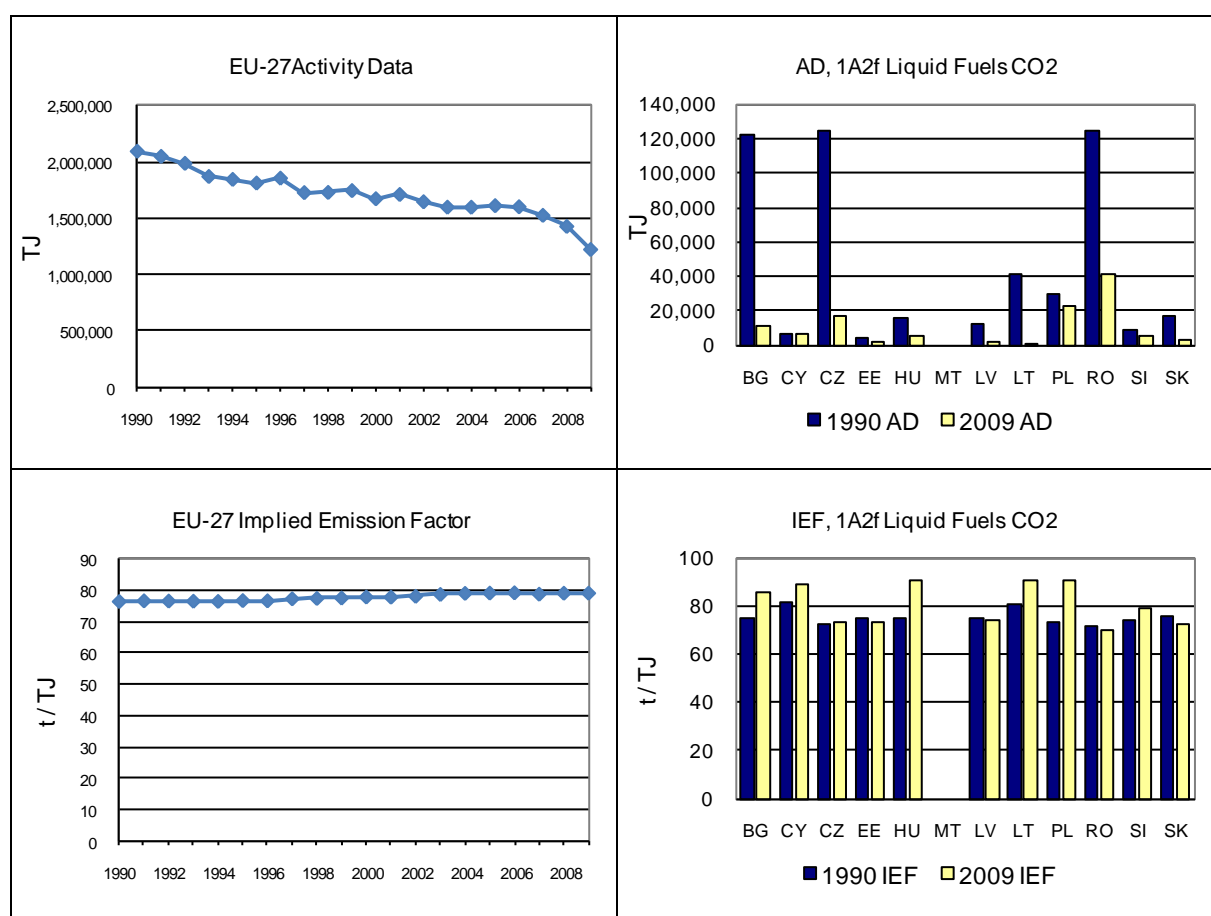 EU-27Activity Data
2,500,000
2,000,000
1,500,000
1,000,000
500,000
0
TJ
1990 1992 1994 1996 1998 2000 2002 2004 2006 2008
AD, 1A2f Liquid Fuels CO2
140,000
120,000
100,000
80,000
60,000
40,000
20,000
0
TJ
BG CY CZ EE HU MT LV LT PL RO SI SK
1990 AD 2009 AD
EU-27 Implied Emission Factor
90
80
70
60
50
40
30
20
10
0
t / TJ
1990 1992 1994 1996 1998 2000 2002 2004 2006 2008
IEF, 1A2f Liquid Fuels CO2
100
80
60
40
20
0
t / TJ
BG CY CZ EE HU MT LV LT PL RO SI SK
1990 IEF 2009 IEF